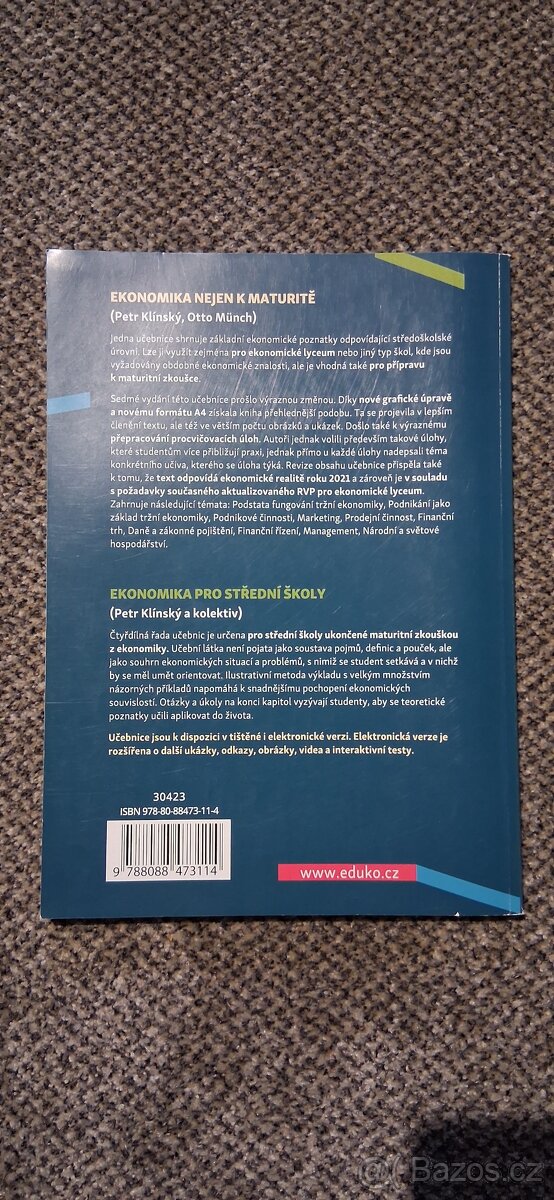 EKONOMIKA NEJEN K MATURITĚ
(Petr Klínský, Otto Münch)
Jedna učebnice shrnuje základní ekonomické poznatky odpovídající středoškolské
úrovni. Lze ji využít zejména pro ekonomické lyceum nebo jiný typ škol, kde jsou
vyžadovány obdobné ekonomické znalosti, ale je vhodná také pro přípravu
k maturitní zkoušce.
Sedmé vydání této učebnice prošlo výraznou změnou. Díky nové grafické úpravě
a novému formátu A4 získala kniha přehlednější podobu. Ta se projevila v lepším
členění textu, ale též ve větším počtu obrázků a ukázek. Došlo také k výraznému
přepracování procvičovacích úloh. Autoři jednak volili především takové úlohy,
které studentům více přibližují praxi, jednak přímo u každé úlohy nadepsali téma
konkrétního učiva, kterého se úloha týká. Revize obsahu učebnice přispěla také
k tomu, že text odpovídá ekonomické realitě roku 2021 a zároveň je v souladu
s požadavky současného aktualizovaného RVP pro ekonomické lyceum.
Zahrnuje následující témata: Podstata fungování tržní ekonomiky, Podnikání jako
základ tržní ekonomiky, Podnikové činnosti, Marketing, Prodejní činnost, Finanční
trh, Daně a zákonné pojištění, Finanční řízení, Management, Národní a světové
hospodářství.
EKONOMIKA PRO STŘEDNÍ ŠKOLY
(Petr Klínský a kolektiv)
Čtyřdílná řada učebnic je určena pro střední školy ukončené maturitní zkouškou
z ekonomiky. Učební látka není pojata jako soustava pojmů, definic a pouček, ale
jako souhrn ekonomických situací a problémů, s nimiž se student setkává a v nichž
by se měl umět orientovat. Ilustrativní metoda výkladu s velkým množstvím
názorných příkladů napomáhá k snadnějšímu pochopení ekonomických
souvislostí. Otázky a úkoly na konci kapitol vyzývají studenty, aby se teoretické
poznatky učili aplikovat do života.
Učebnice jsou k dispozici v tištěné i elektronické verzi. Elektronická verze je
rozšířena o další ukázky, odkazy, obrázky, videa a interaktivní testy.
30423
ISBN 978-80-88473-11-4
9 788088 473114
www.eduko.cz
Bazos.cz